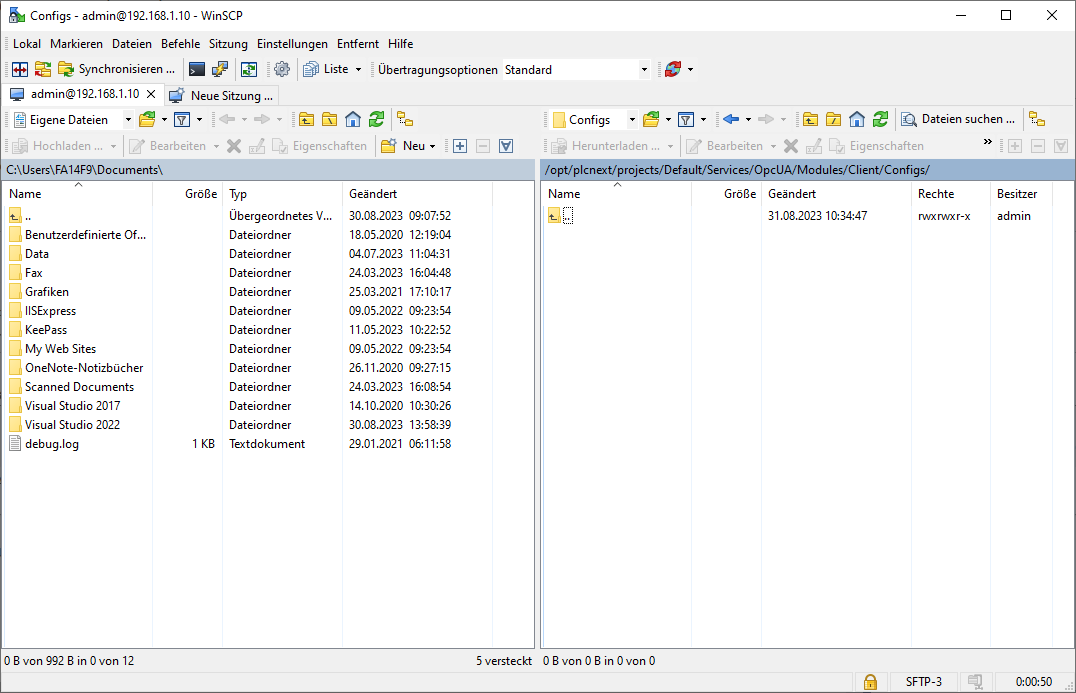 Configs - admin@192.168.1.10 - WinSCP
Lokal Markieren Dateien Befehle Sitzung Einstellungen Entfernt Hilfe
Synchronisieren ... Liste Übertragungsoptionen Standard
admin@192.168.1.10 Neue Sitzung ...
Eigene Dateien Configs Dateien suchen ...
Hochladen ... Bearbeiten Eigenschaften Neu Herunterladen ... Bearbeiten Eigenschaften »
C:\Users\FA14F9\Documents\ /opt/plcnext/projects/Default/Services/OpcUA/Modules/Client/Configs/
Name Größe Typ Geändert Name Größe Geändert Rechte Besitzer
.. Übergeordnetes V... 30.08.2023 09:07:52 .. 31.08.2023 10:34:47 rwxrwxr-x admin
Benutzerdefinierte Of... Dateiordner 18.05.2020 12:19:04
Data Dateiordner 04.07.2023 11:04:31
Fax Dateiordner 24.03.2023 16:04:48
Grafiken Dateiordner 25.03.2021 17:10:17
IISExpress Dateiordner 09.05.2022 09:23:54
KeePass Dateiordner 11.05.2023 10:22:52
My Web Sites Dateiordner 09.05.2022 09:23:54
OneNote-Notizbücher Dateiordner 26.11.2020 09:27:15
Scanned Documents Dateiordner 24.03.2023 16:08:54
Visual Studio 2017 Dateiordner 14.10.2020 10:30:26
Visual Studio 2022 Dateiordner 30.08.2023 13:58:39
debug.log 1 KB Textdokument 29.01.2021 06:11:58
0 B von 992 B in 0 von 12 5 versteckt 0 B von 0 B in 0 von 0
SFTP-3 0:00:50